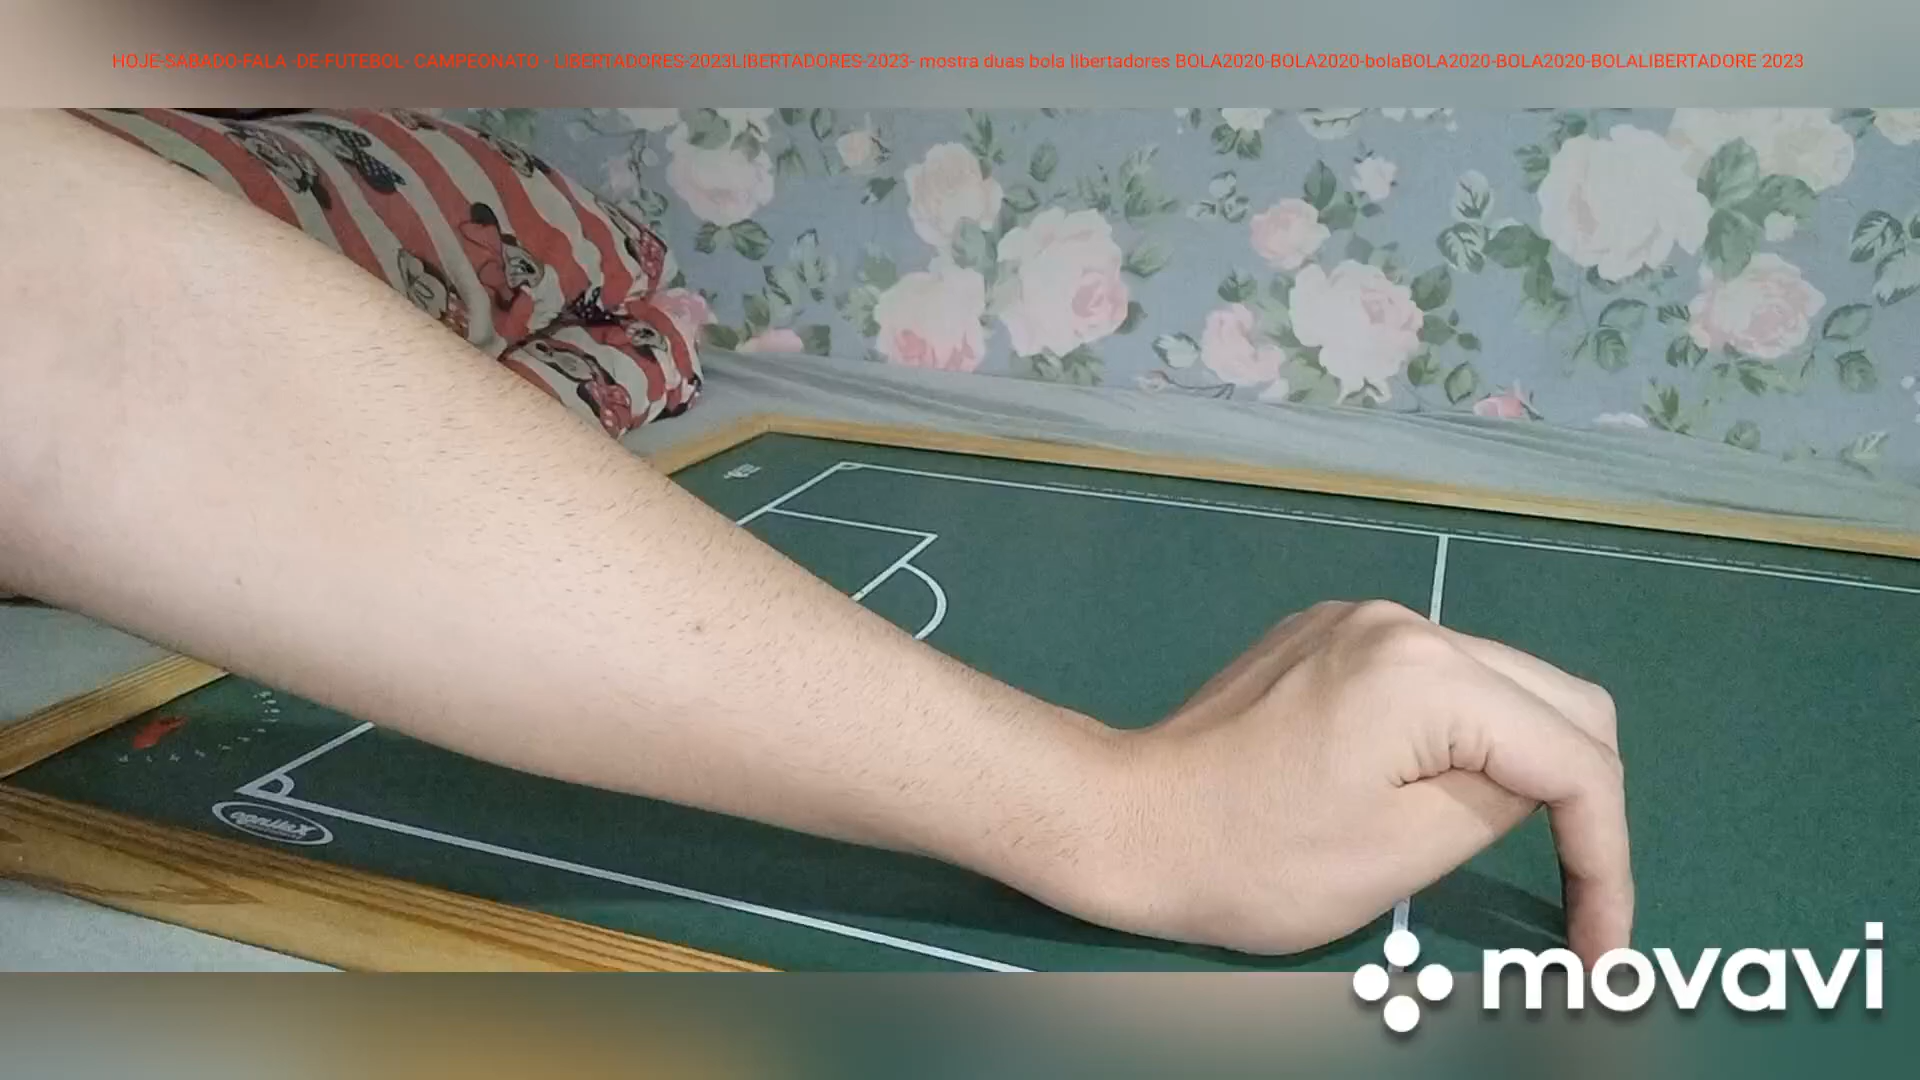 HOJE-SABADO-FALA -DE-FUTEBOL- CAMPEONATO - LIBERTADORES-2023LIBERTADORES-2023- mostra duas bola libertadores BOLA2020-BOLA2020-bolaBOLA2020-BOLA2020-BOLALIBERTADORE 2023
Xalingo
movavi